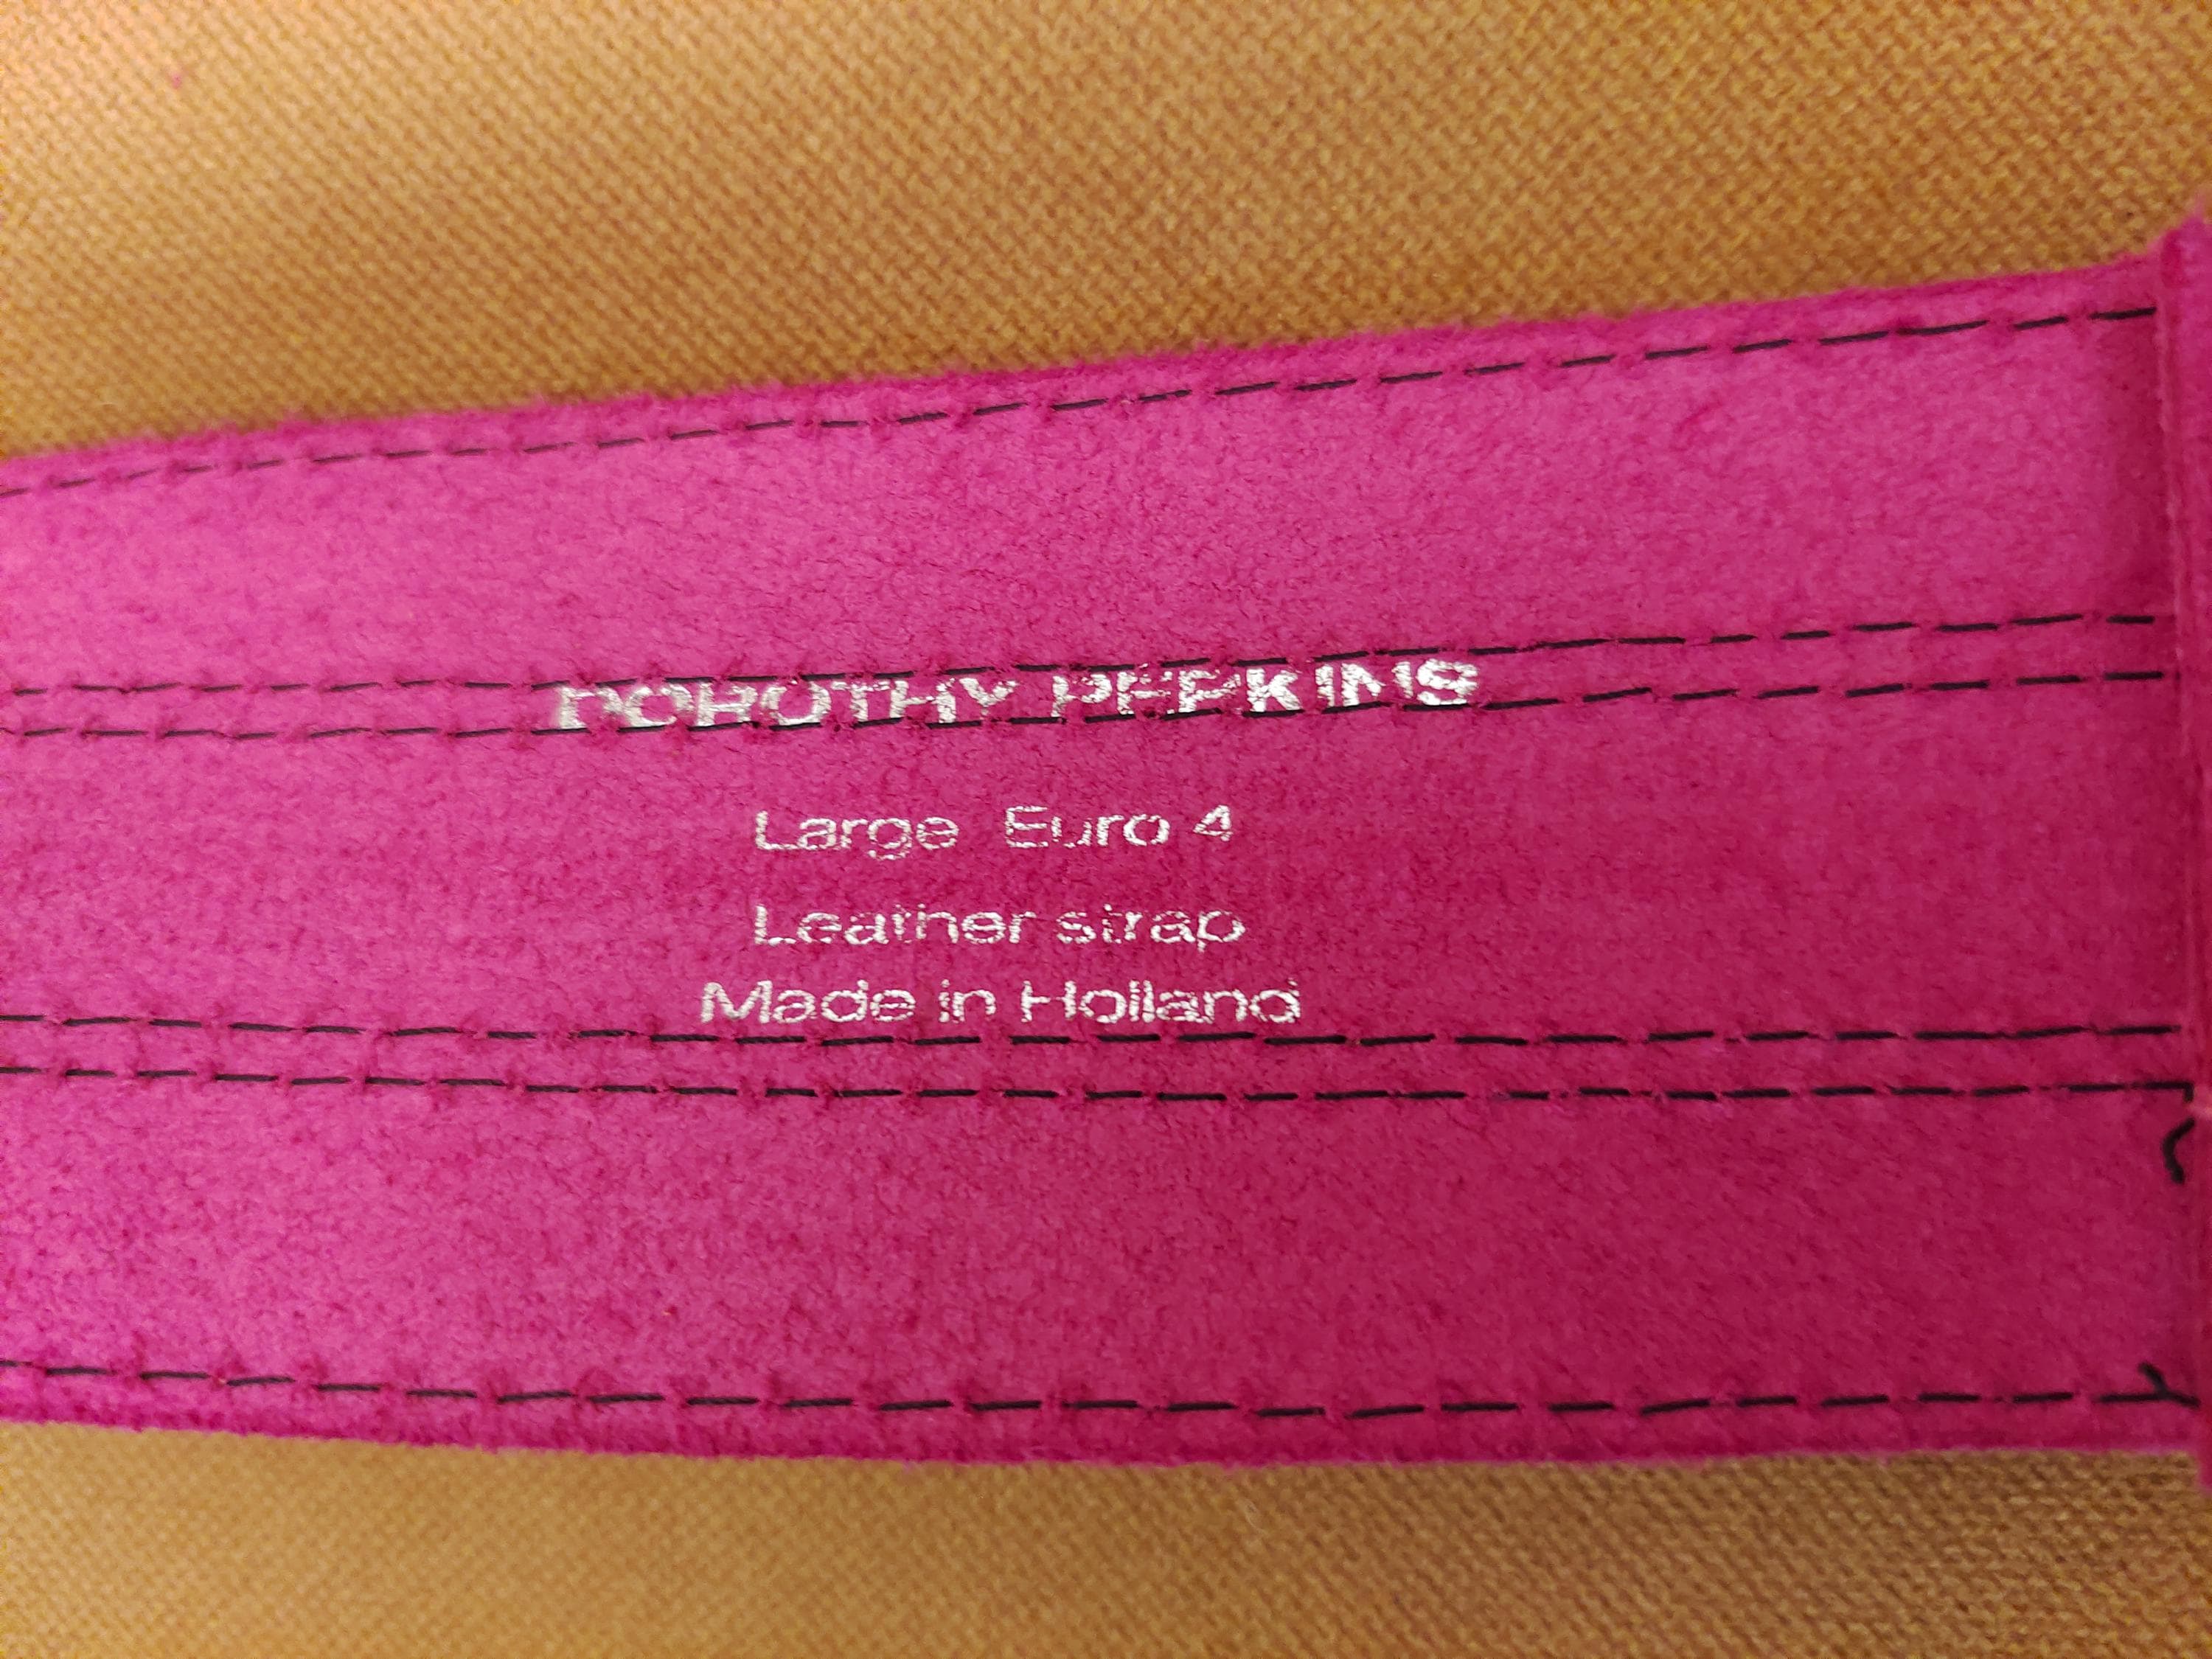 DOROTHY PERKINS
Large Euro 4
Leather strap
Made in Holland